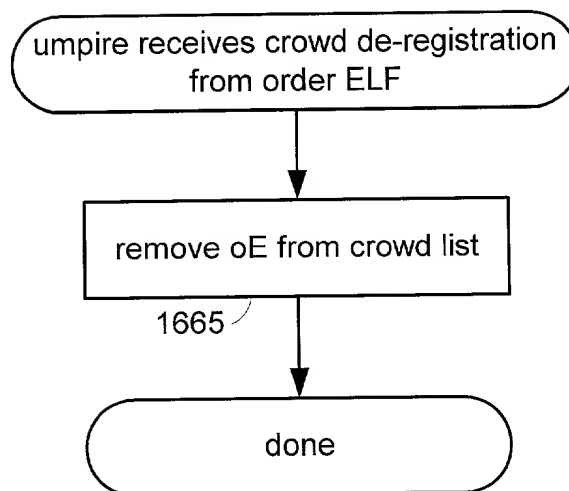 umpire receives crowd de-registration
from order ELF
remove oE from crowd list
1665
done